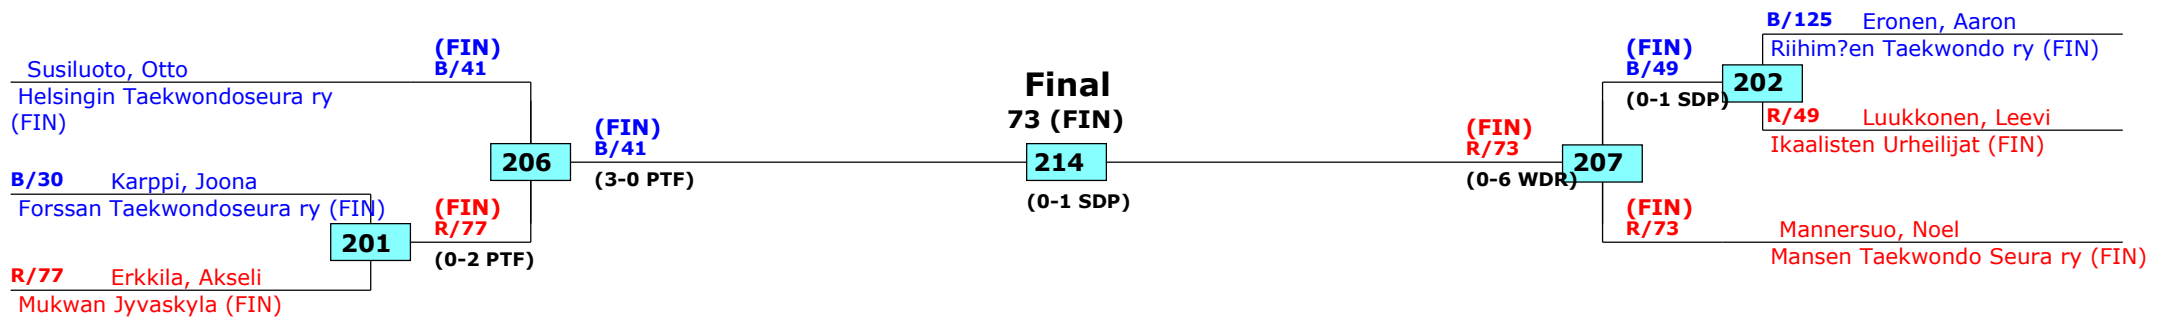 Susiluoto, Otto
Helsingin Taekwondoseura ry
(FIN)
(FIN)
B/41
B/30 Karppi, Joona
Forssan Taekwondoseura ry (FIN)
201
R/77 Erkkila, Akseli
Mukwan Jyvaskyla (FIN)
(FIN)
R/77
(0-2 PTF)
206
(FIN)
B/41
(3-0 PTF)
Final
73 (FIN)
214
(0-1 SDP)
(FIN)
R/73
(0-6 WDR)
207
(FIN)
B/49
(0-1 SDP)
202
B/125 Eronen, Aaron
Riihim?en Taekwondo ry (FIN)
R/49 Luukkonen, Leevi
Ikaalisten Urheilijat (FIN)
(FIN)
R/73
Mannersuo, Noel
Mansen Taekwondo Seura ry (FIN)